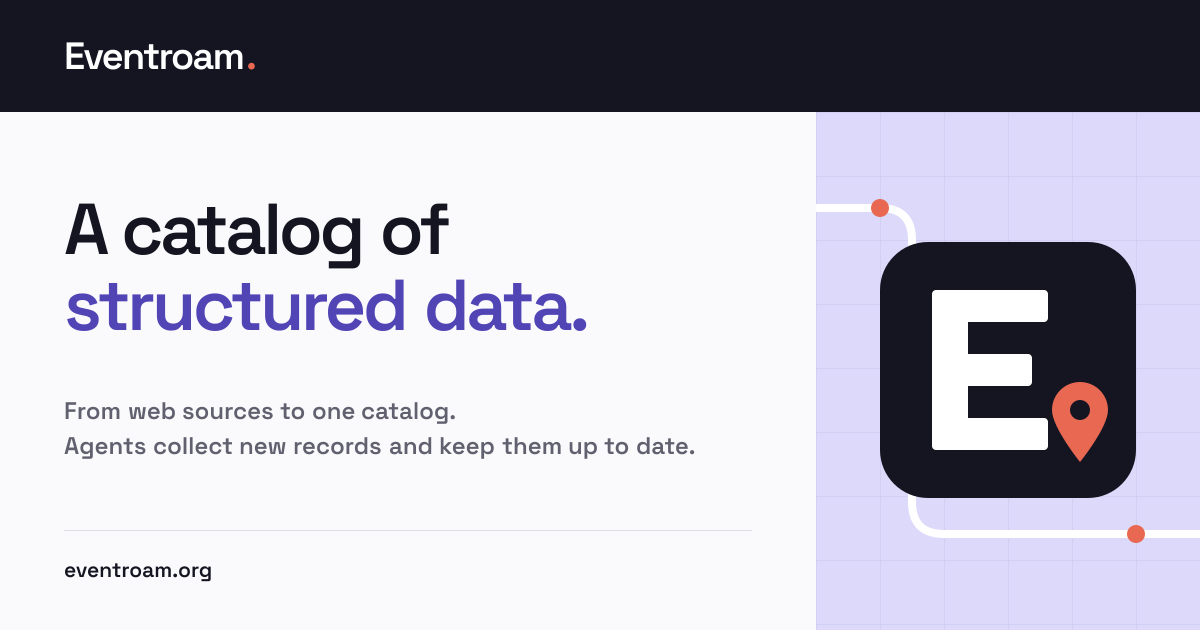 Eventroam.
A catalog of
structured data.
From web sources to one catalog.
Agents collect new records and keep them up to date.
eventroam.org
E